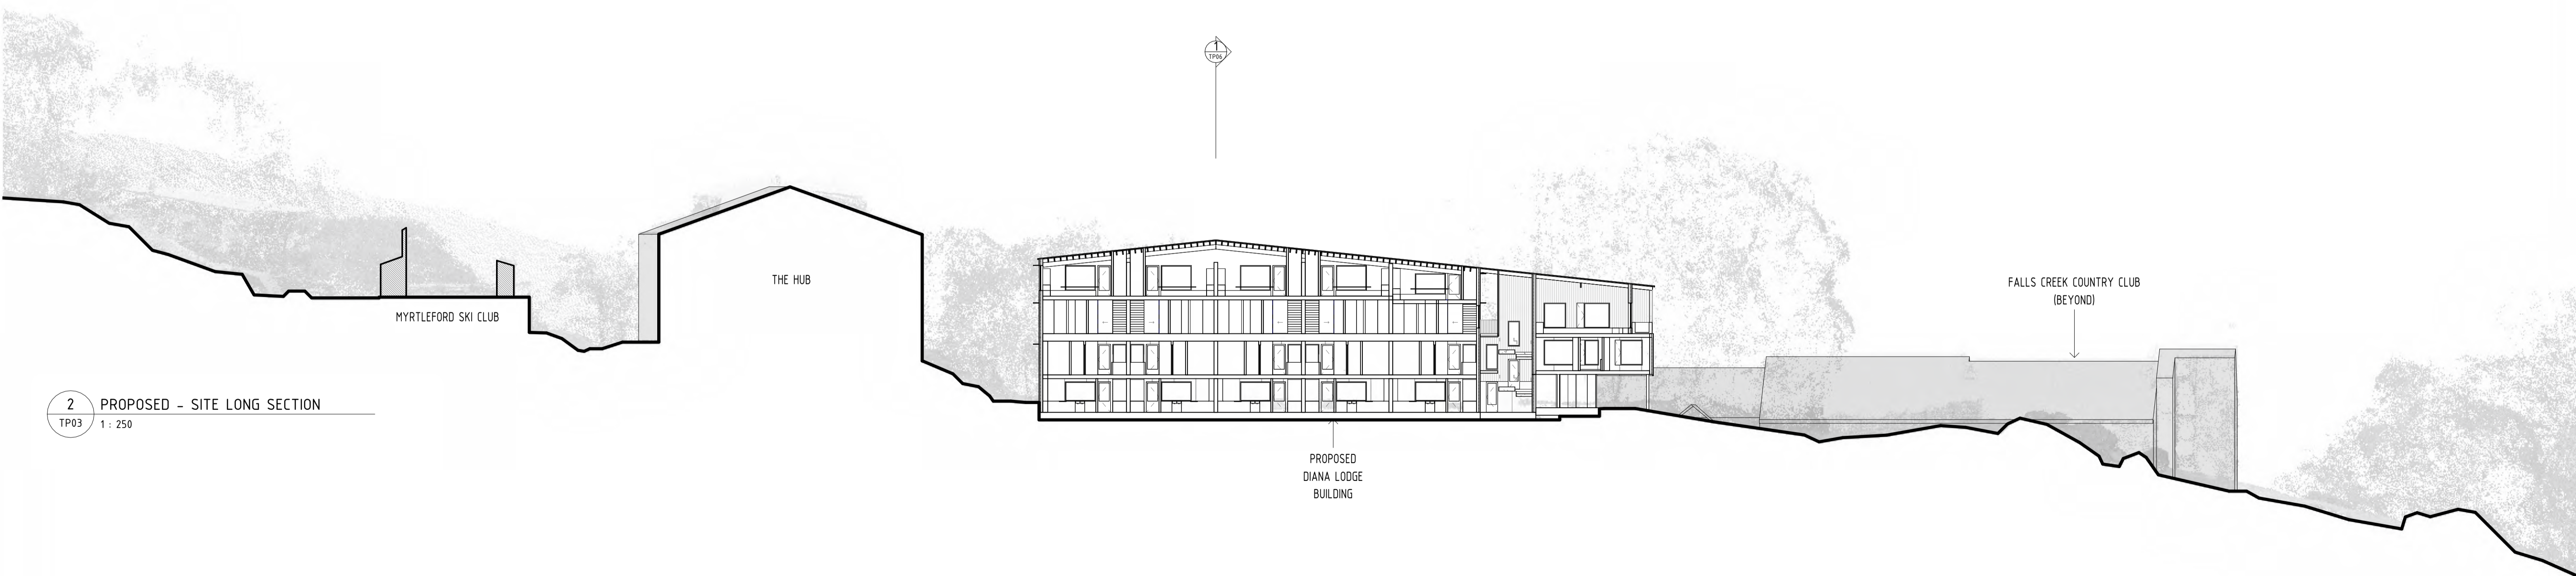 1
TP06
THE HUB
MYRTLEFORD SKI CLUB
FALLS CREEK COUNTRY CLUB
(BEYOND)
2
TP03
PROPOSED - SITE LONG SECTION
1 : 250
PROPOSED
DIANA LODGE
BUILDING